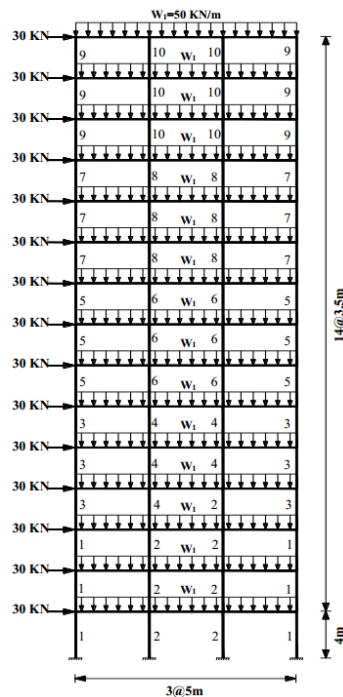 W₁=50 KN/m
30 KN
9 10 W₁ 10 9
30 KN
9 10 W₁ 10 9
30 KN
9 10 W₁ 10 9
30 KN
7 8 W₁ 8 7
30 KN
7 8 W₁ 8 7
30 KN
7 8 W₁ 8 7
30 KN
5 6 W₁ 6 5
30 KN
5 6 W₁ 6 5
30 KN
5 6 W₁ 6 5
30 KN
3 4 W₁ 4 3
30 KN
3 4 W₁ 4 3
30 KN
3 4 W₁ 2 3
30 KN
1 2 W₁ 2 1
30 KN
1 2 W₁ 2 1
30 KN
1 2 2 1
14@3.5m
4m
3@5m